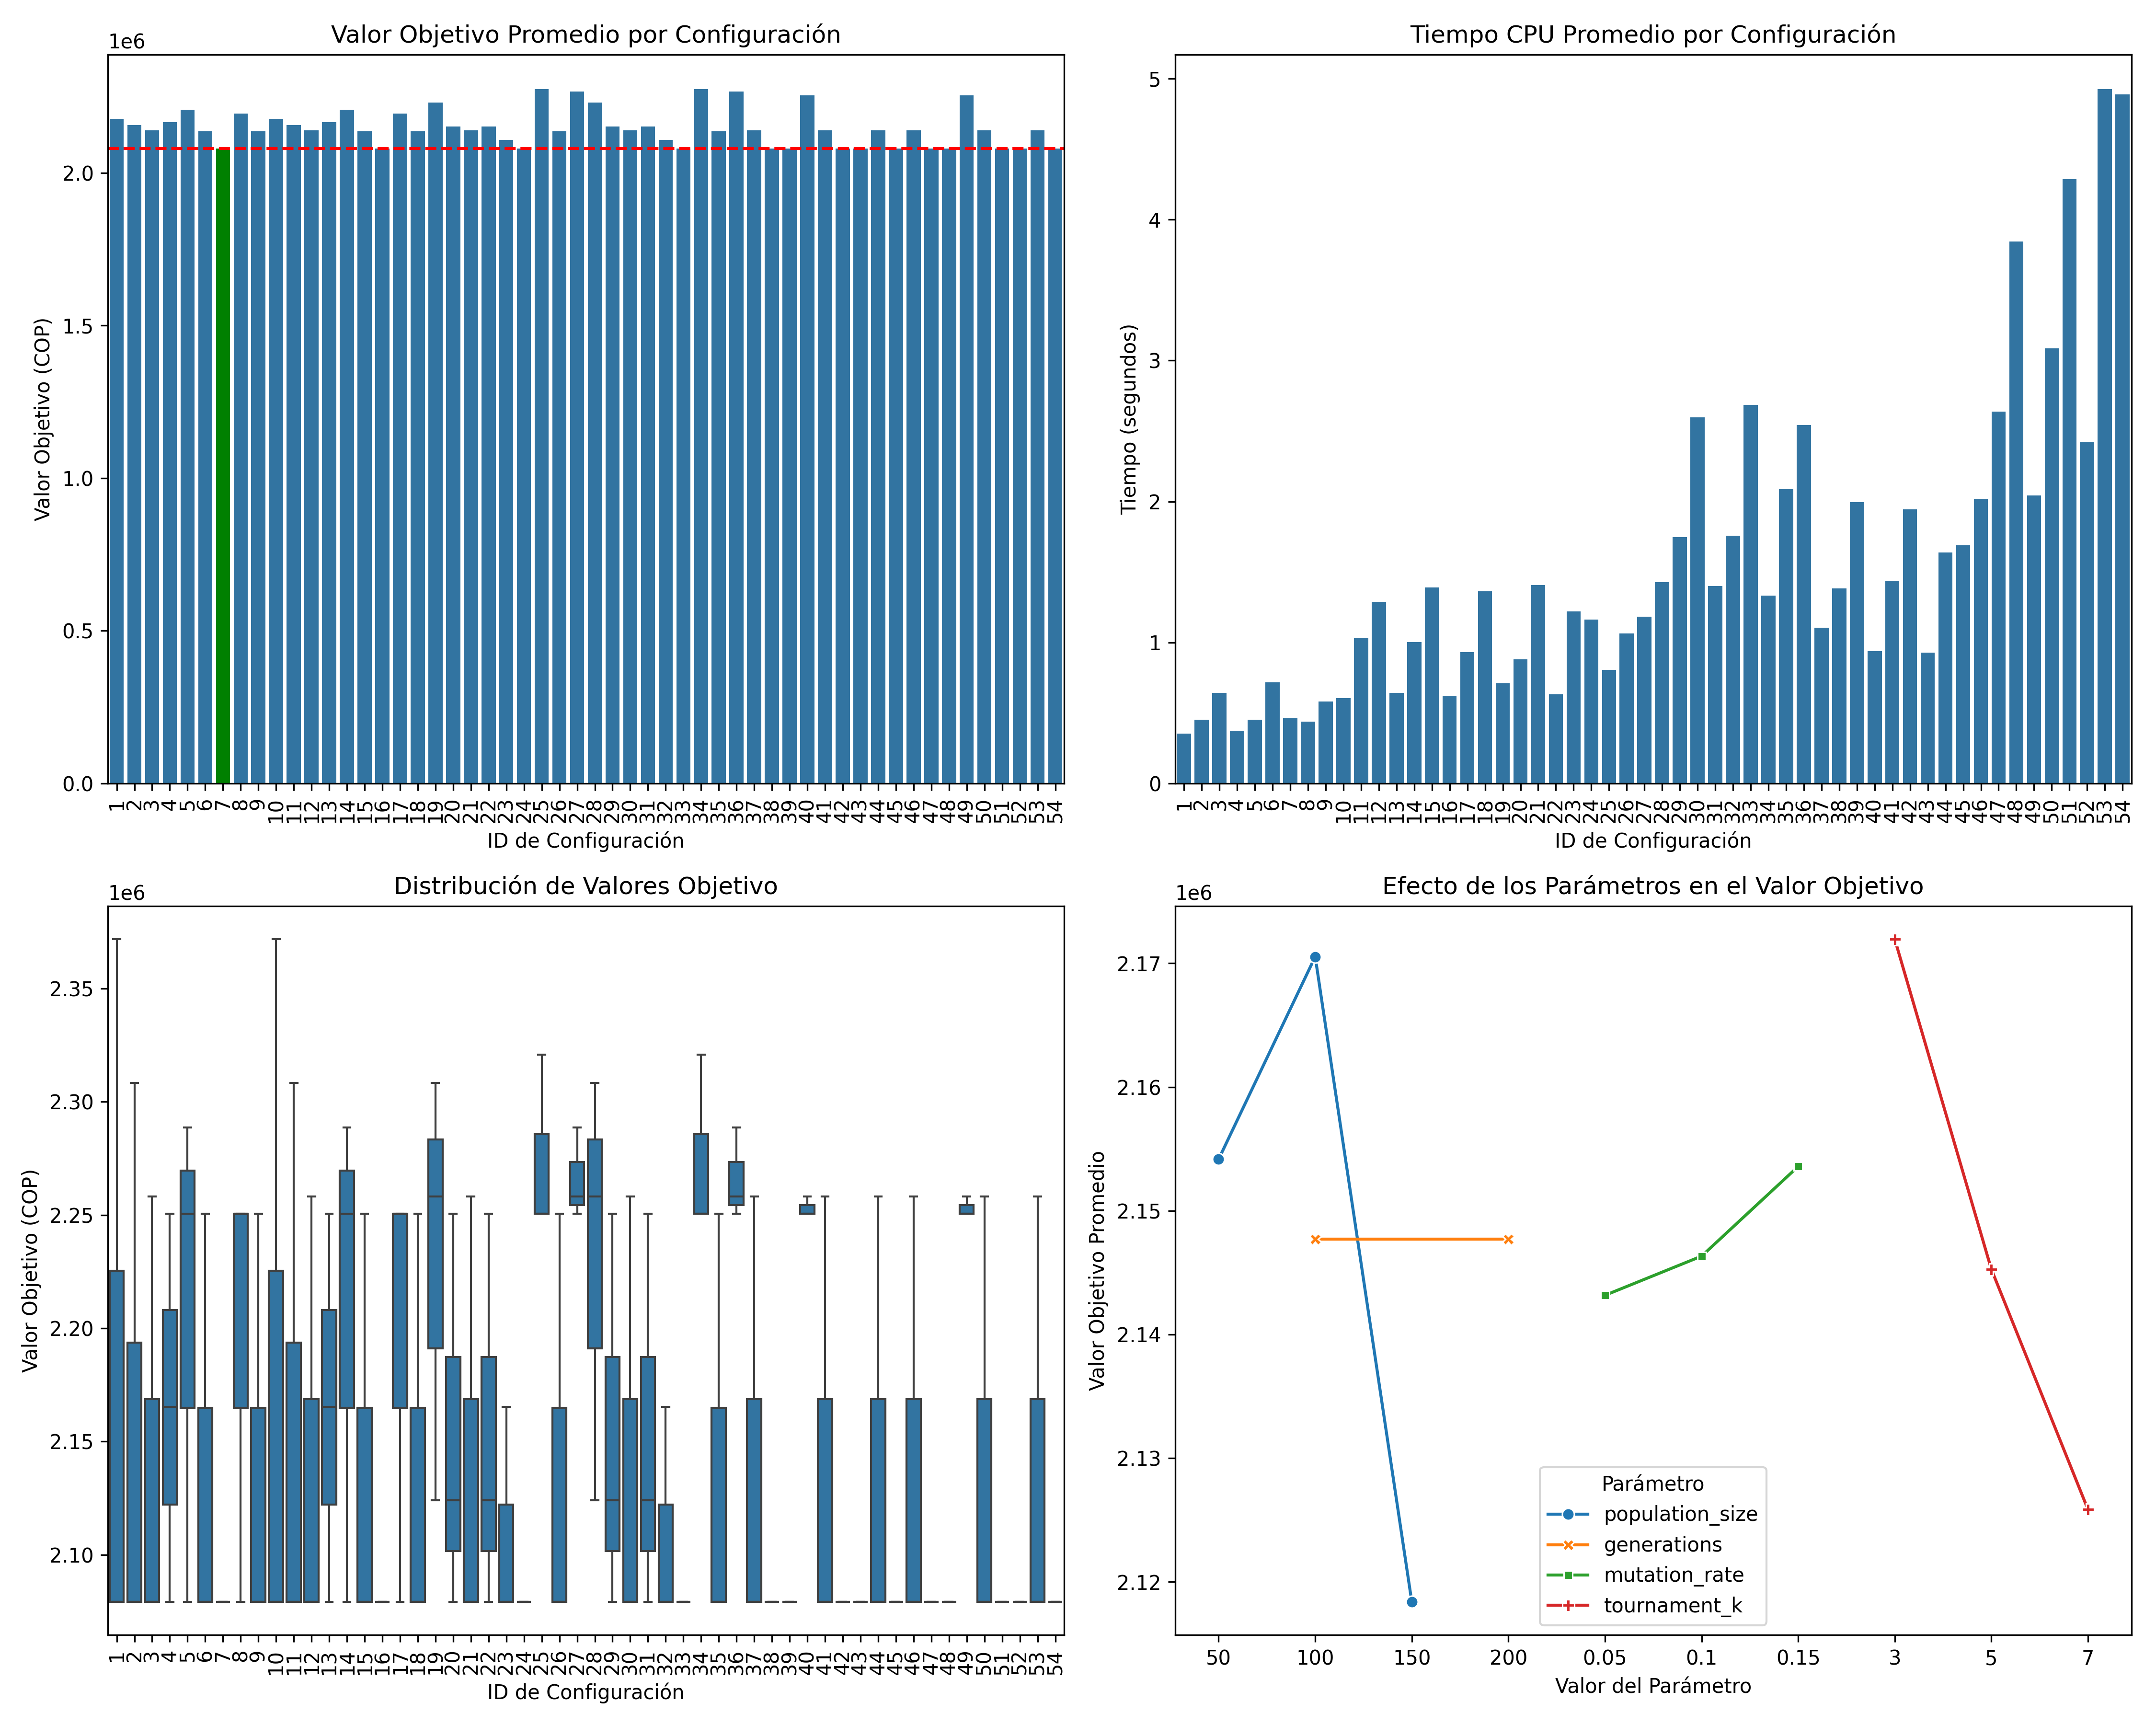 Valor Objetivo Promedio por Configuración
1e6
Valor Objetivo (COP)
2.0
1.5
1.0
0.5
0.0
1 2 3 4 5 6 7 8 9 10 11 12 13 14 15 16 17 18 19 20 21 22 23 24 25 26 27 28 29 30 31 32 33 34 35 36 37 38 39 40 41 42 43 44 45 46 47 48 49 50 51 52 53 54
ID de Configuración
Tiempo CPU Promedio por Configuración
Tiempo (segundos)
5
4
3
2
1
0
1 2 3 4 5 6 7 8 9 10 11 12 13 14 15 16 17 18 19 20 21 22 23 24 25 26 27 28 29 30 31 32 33 34 35 36 37 38 39 40 41 42 43 44 45 46 47 48 49 50 51 52 53 54
ID de Configuración
Distribución de Valores Objetivo
1e6
Valor Objetivo (COP)
2.35
2.30
2.25
2.20
2.15
2.10
1 2 3 4 5 6 7 8 9 10 11 12 13 14 15 16 17 18 19 20 21 22 23 24 25 26 27 28 29 30 31 32 33 34 35 36 37 38 39 40 41 42 43 44 45 46 47 48 49 50 51 52 53 54
ID de Configuración
Efecto de los Parámetros en el Valor Objetivo
1e6
Valor Objetivo Promedio
2.17
2.16
2.15
2.14
2.13
2.12
Parámetro
population_size
generations
mutation_rate
tournament_k
50 100 150 200 0.05 0.1 0.15 3 5 7
Valor del Parámetro